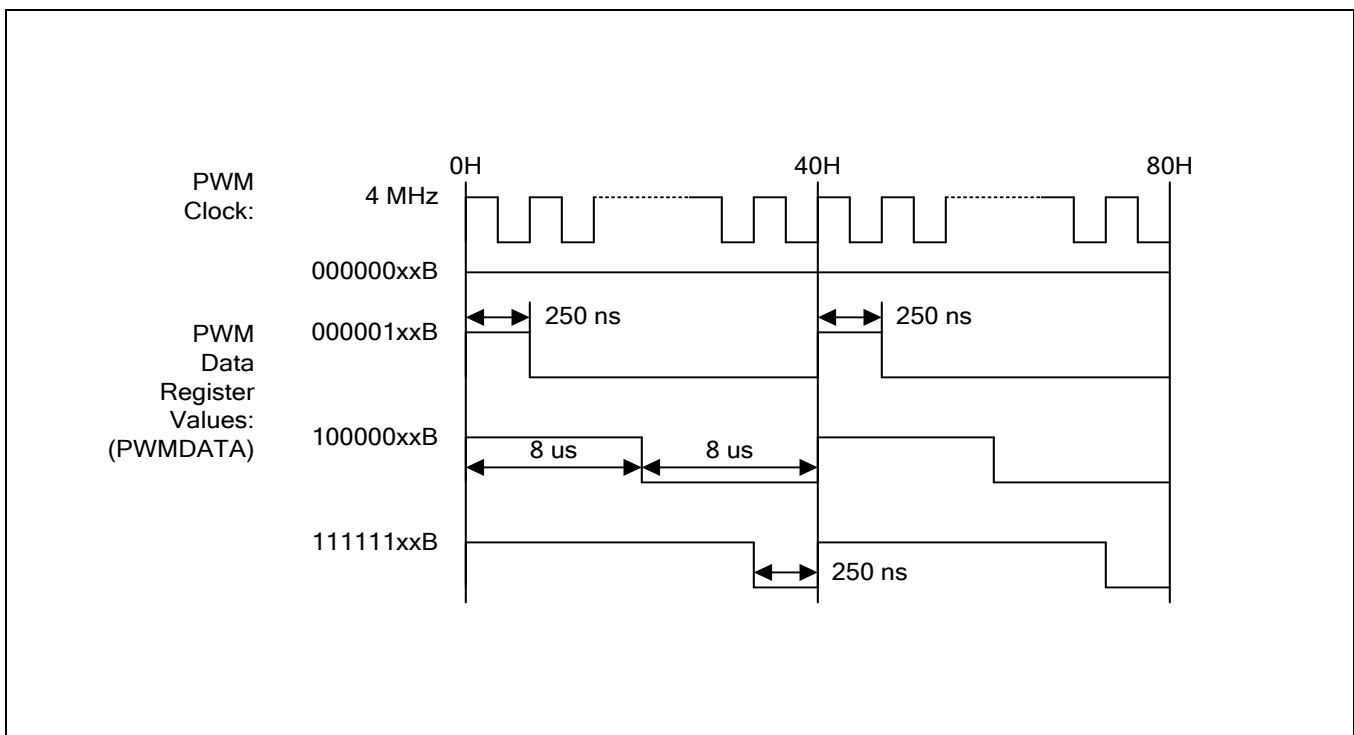 0H 40H 80H
PWM
Clock:
4 MHz
000000xxB
PWM
Data
Register
Values:
(PWMDATA)
000001xxB
250 ns 250 ns
100000xxB
8 us 8 us
111111xxB
250 ns